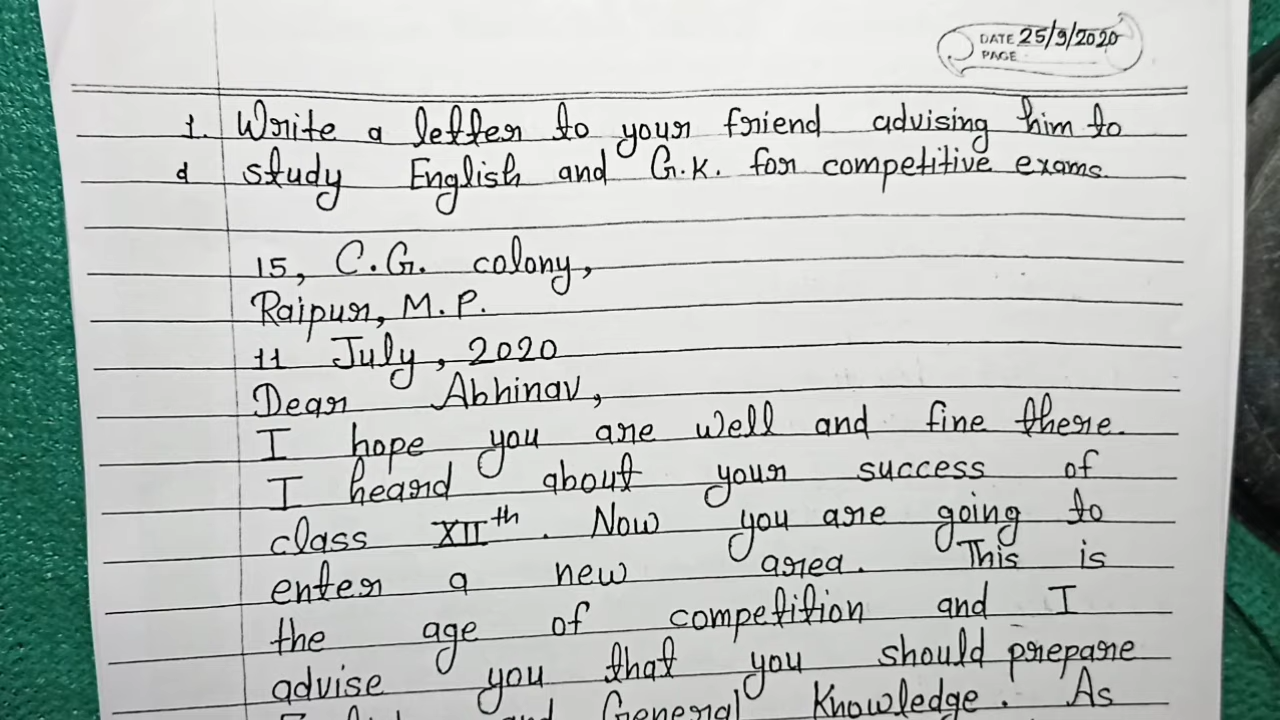 DATE 25/9/2020
PAGE
1. Write a letter to your friend advising him to
d study English and G.K. for competitive exams.
15, C.G. colony,
Raipur, M.P.
11 July, 2020
Dear Abhinav,
I hope you are well and fine there.
I heard about your success of
class XIIth. Now you are going to
enter a new area. This is
the age of competition and I
advise you that you should prepare
and General Knowledge. As